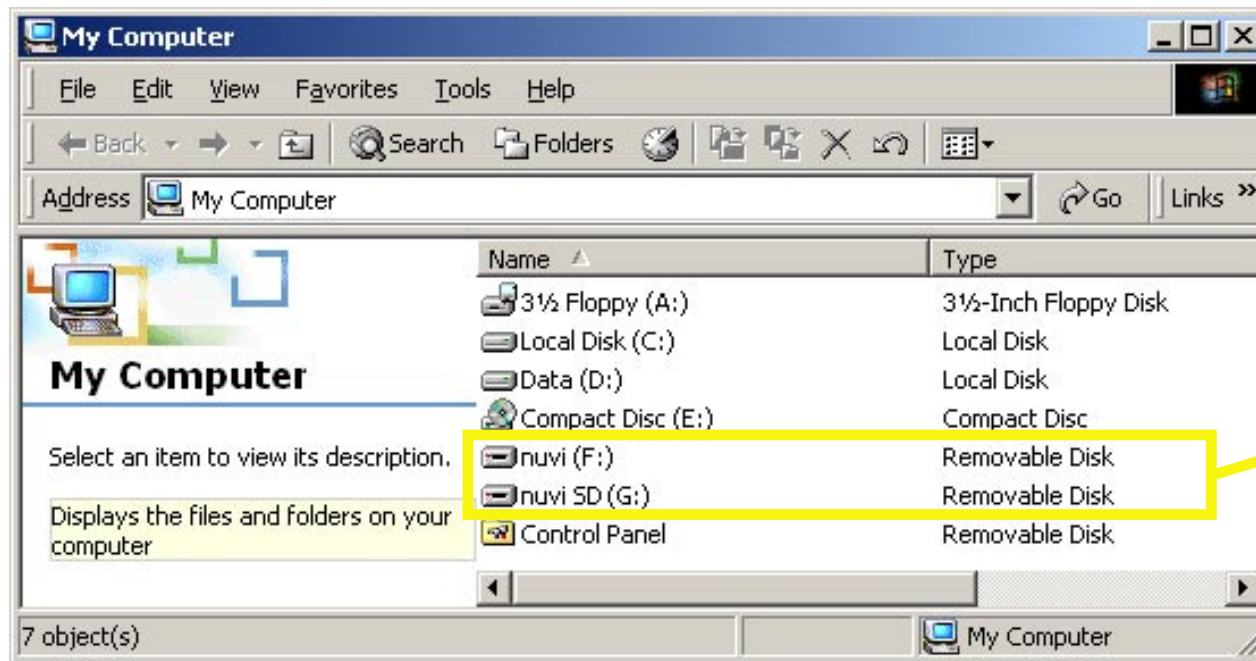 My Computer
File Edit View Favorites Tools Help
Back Search Folders
Address My Computer Go Links »
Name Type
3½ Floppy (A:) 3½-Inch Floppy Disk
Local Disk (C:) Local Disk
My Computer
Data (D:) Local Disk
Compact Disc (E:) Compact Disc
Select an item to view its description.
nuvi (F:) Removable Disk
nuvi SD (G:) Removable Disk
Displays the files and folders on your
computer
Control Panel Removable Disk
7 object(s) My Computer